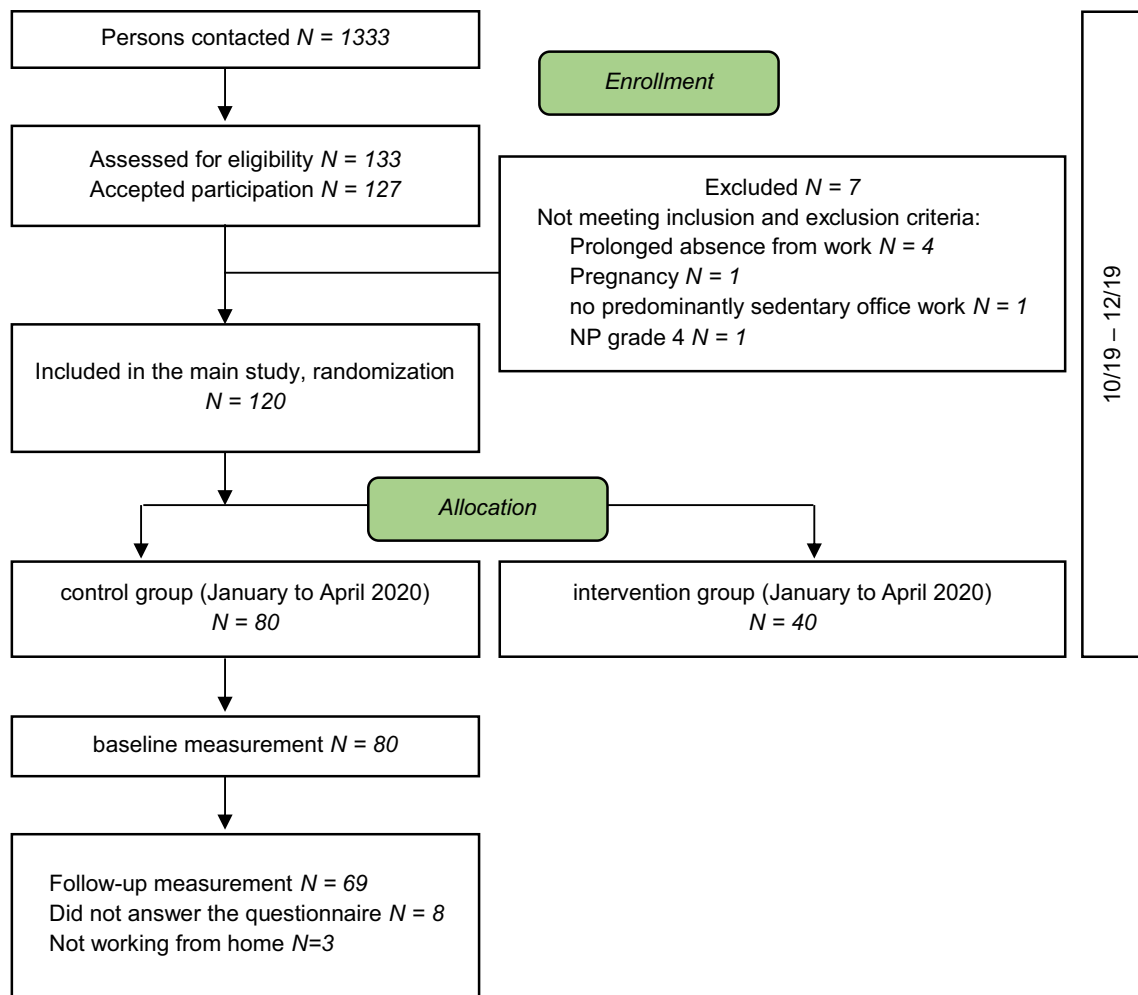 Persons contacted N = 1333
Enrollment
Assessed for eligibility N = 133
Accepted participation N = 127
Excluded N = 7
Not meeting inclusion and exclusion criteria:
Prolonged absence from work N = 4
Pregnancy N = 1
no predominantly sedentary office work N = 1
NP grade 4 N = 1
Included in the main study, randomization
N = 120
10/19 – 12/19
Allocation
control group (January to April 2020)
N = 80
intervention group (January to April 2020)
N = 40
baseline measurement N = 80
Follow-up measurement N = 69
Did not answer the questionnaire N = 8
Not working from home N=3